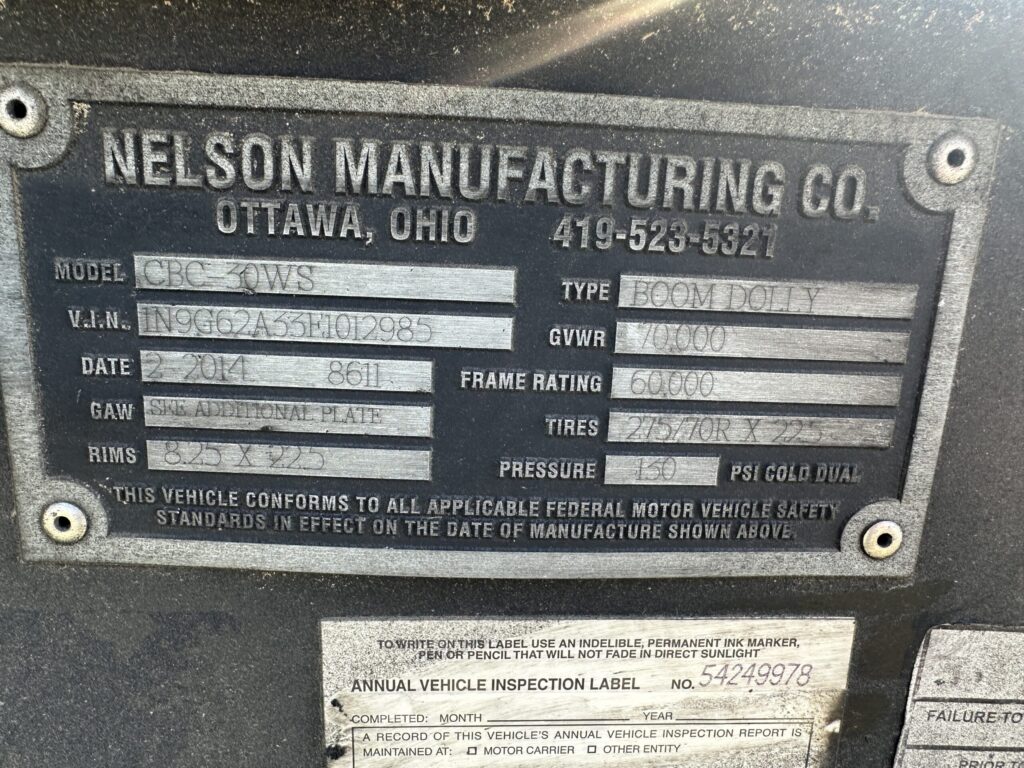 NELSON MANUFACTURING CO.
OTTAWA, OHIO 419-523-5321
MODEL CBC-30WS
TYPE BOOM DOLLY
V.I.N. 1N9G62A33E1012985
GVWR 70,000
DATE 2 2014 8611
FRAME RATING 60,000
GAW SEE ADDITIONAL PLATE
TIRES 275/70R X 22.5
RIMS 8.25 X 22.5
PRESSURE 130 PSI COLD DUAL
THIS VEHICLE CONFORMS TO ALL APPLICABLE FEDERAL MOTOR VEHICLE SAFETY
STANDARDS IN EFFECT ON THE DATE OF MANUFACTURE SHOWN ABOVE.
TO WRITE ON THIS LABEL USE AN INDELIBLE, PERMANENT INK MARKER,
PEN OR PENCIL THAT WILL NOT FADE IN DIRECT SUNLIGHT
ANNUAL VEHICLE INSPECTION LABEL NO. 54249978
COMPLETED: MONTH YEAR
A RECORD OF THIS VEHICLE'S ANNUAL VEHICLE INSPECTION REPORT IS
MAINTAINED AT: ☐ MOTOR CARRIER ☐ OTHER ENTITY
FAILURE TO
PRIOR TO